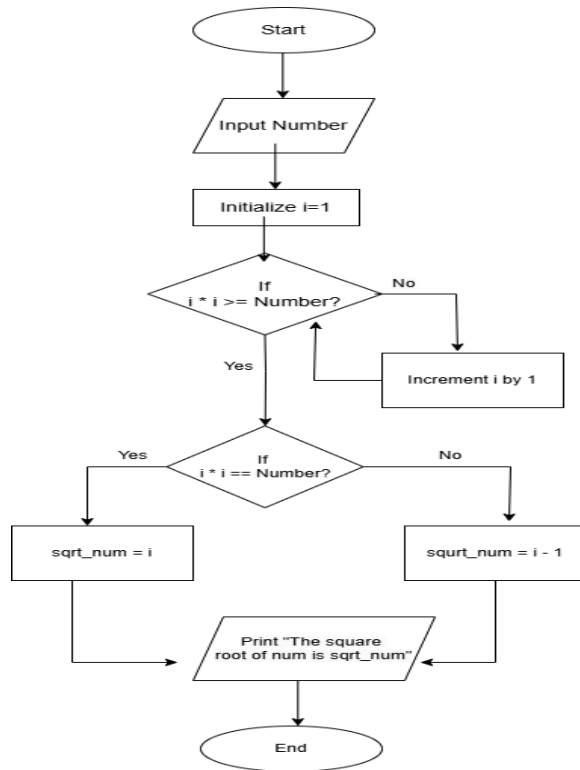 Start
Input Number
Initialize i=1
If
i * i >= Number?
No
Increment i by 1
Yes
If
i * i == Number?
Yes
No
sqrt_num = i
squrt_num = i - 1
Print "The square
root of num is sqrt_num"
End